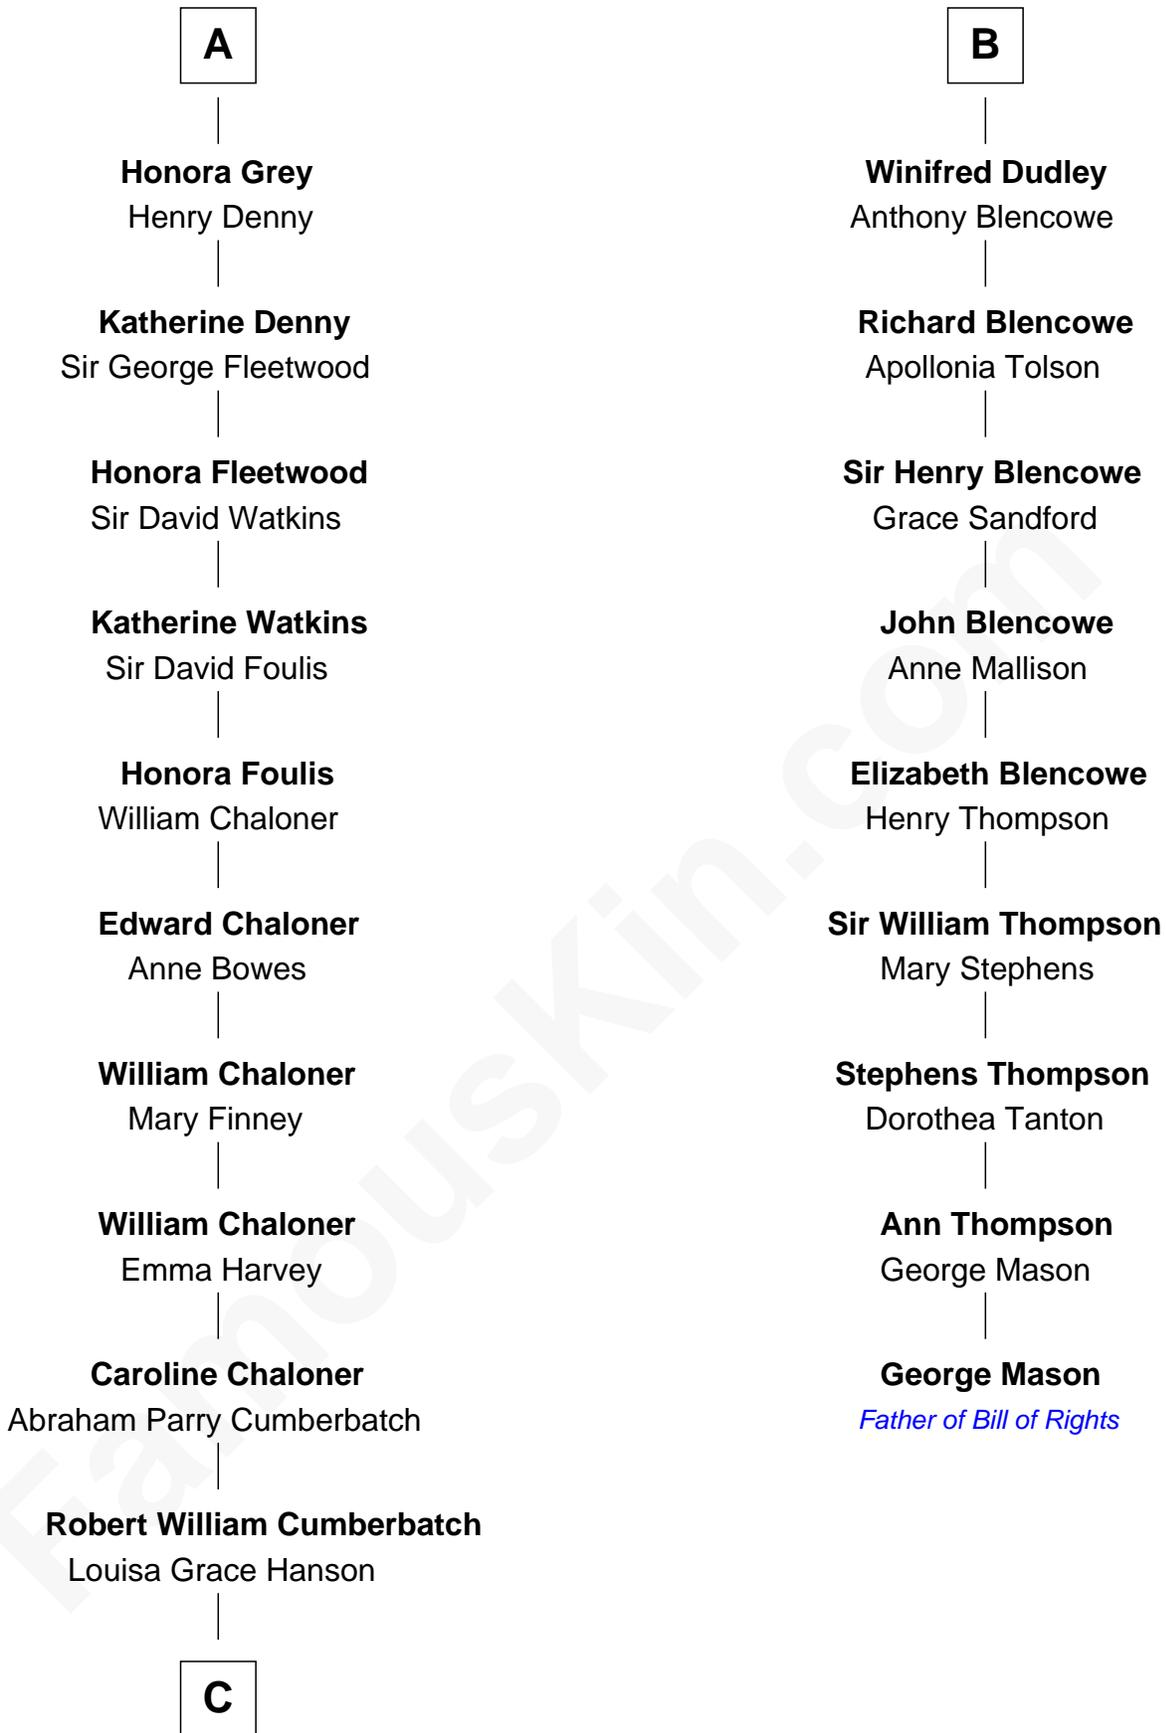 A
Honora Grey
Henry Denny
Katherine Denny
Sir George Fleetwood
Honora Fleetwood
Sir David Watkins
Katherine Watkins
Sir David Foulis
Honora Foulis
William Chaloner
Edward Chaloner
Anne Bowes
William Chaloner
Mary Finney
William Chaloner
Emma Harvey
Caroline Chaloner
Abraham Parry Cumberbatch
Robert William Cumberbatch
Louisa Grace Hanson
C
B
Winifred Dudley
Anthony Blencowe
Richard Blencowe
Apollonia Tolson
Sir Henry Blencowe
Grace Sandford
John Blencowe
Anne Mallison
Elizabeth Blencowe
Henry Thompson
Sir William Thompson
Mary Stephens
Stephens Thompson
Dorothea Tanton
Ann Thompson
George Mason
George Mason
Father of Bill of Rights
FamousKin.com